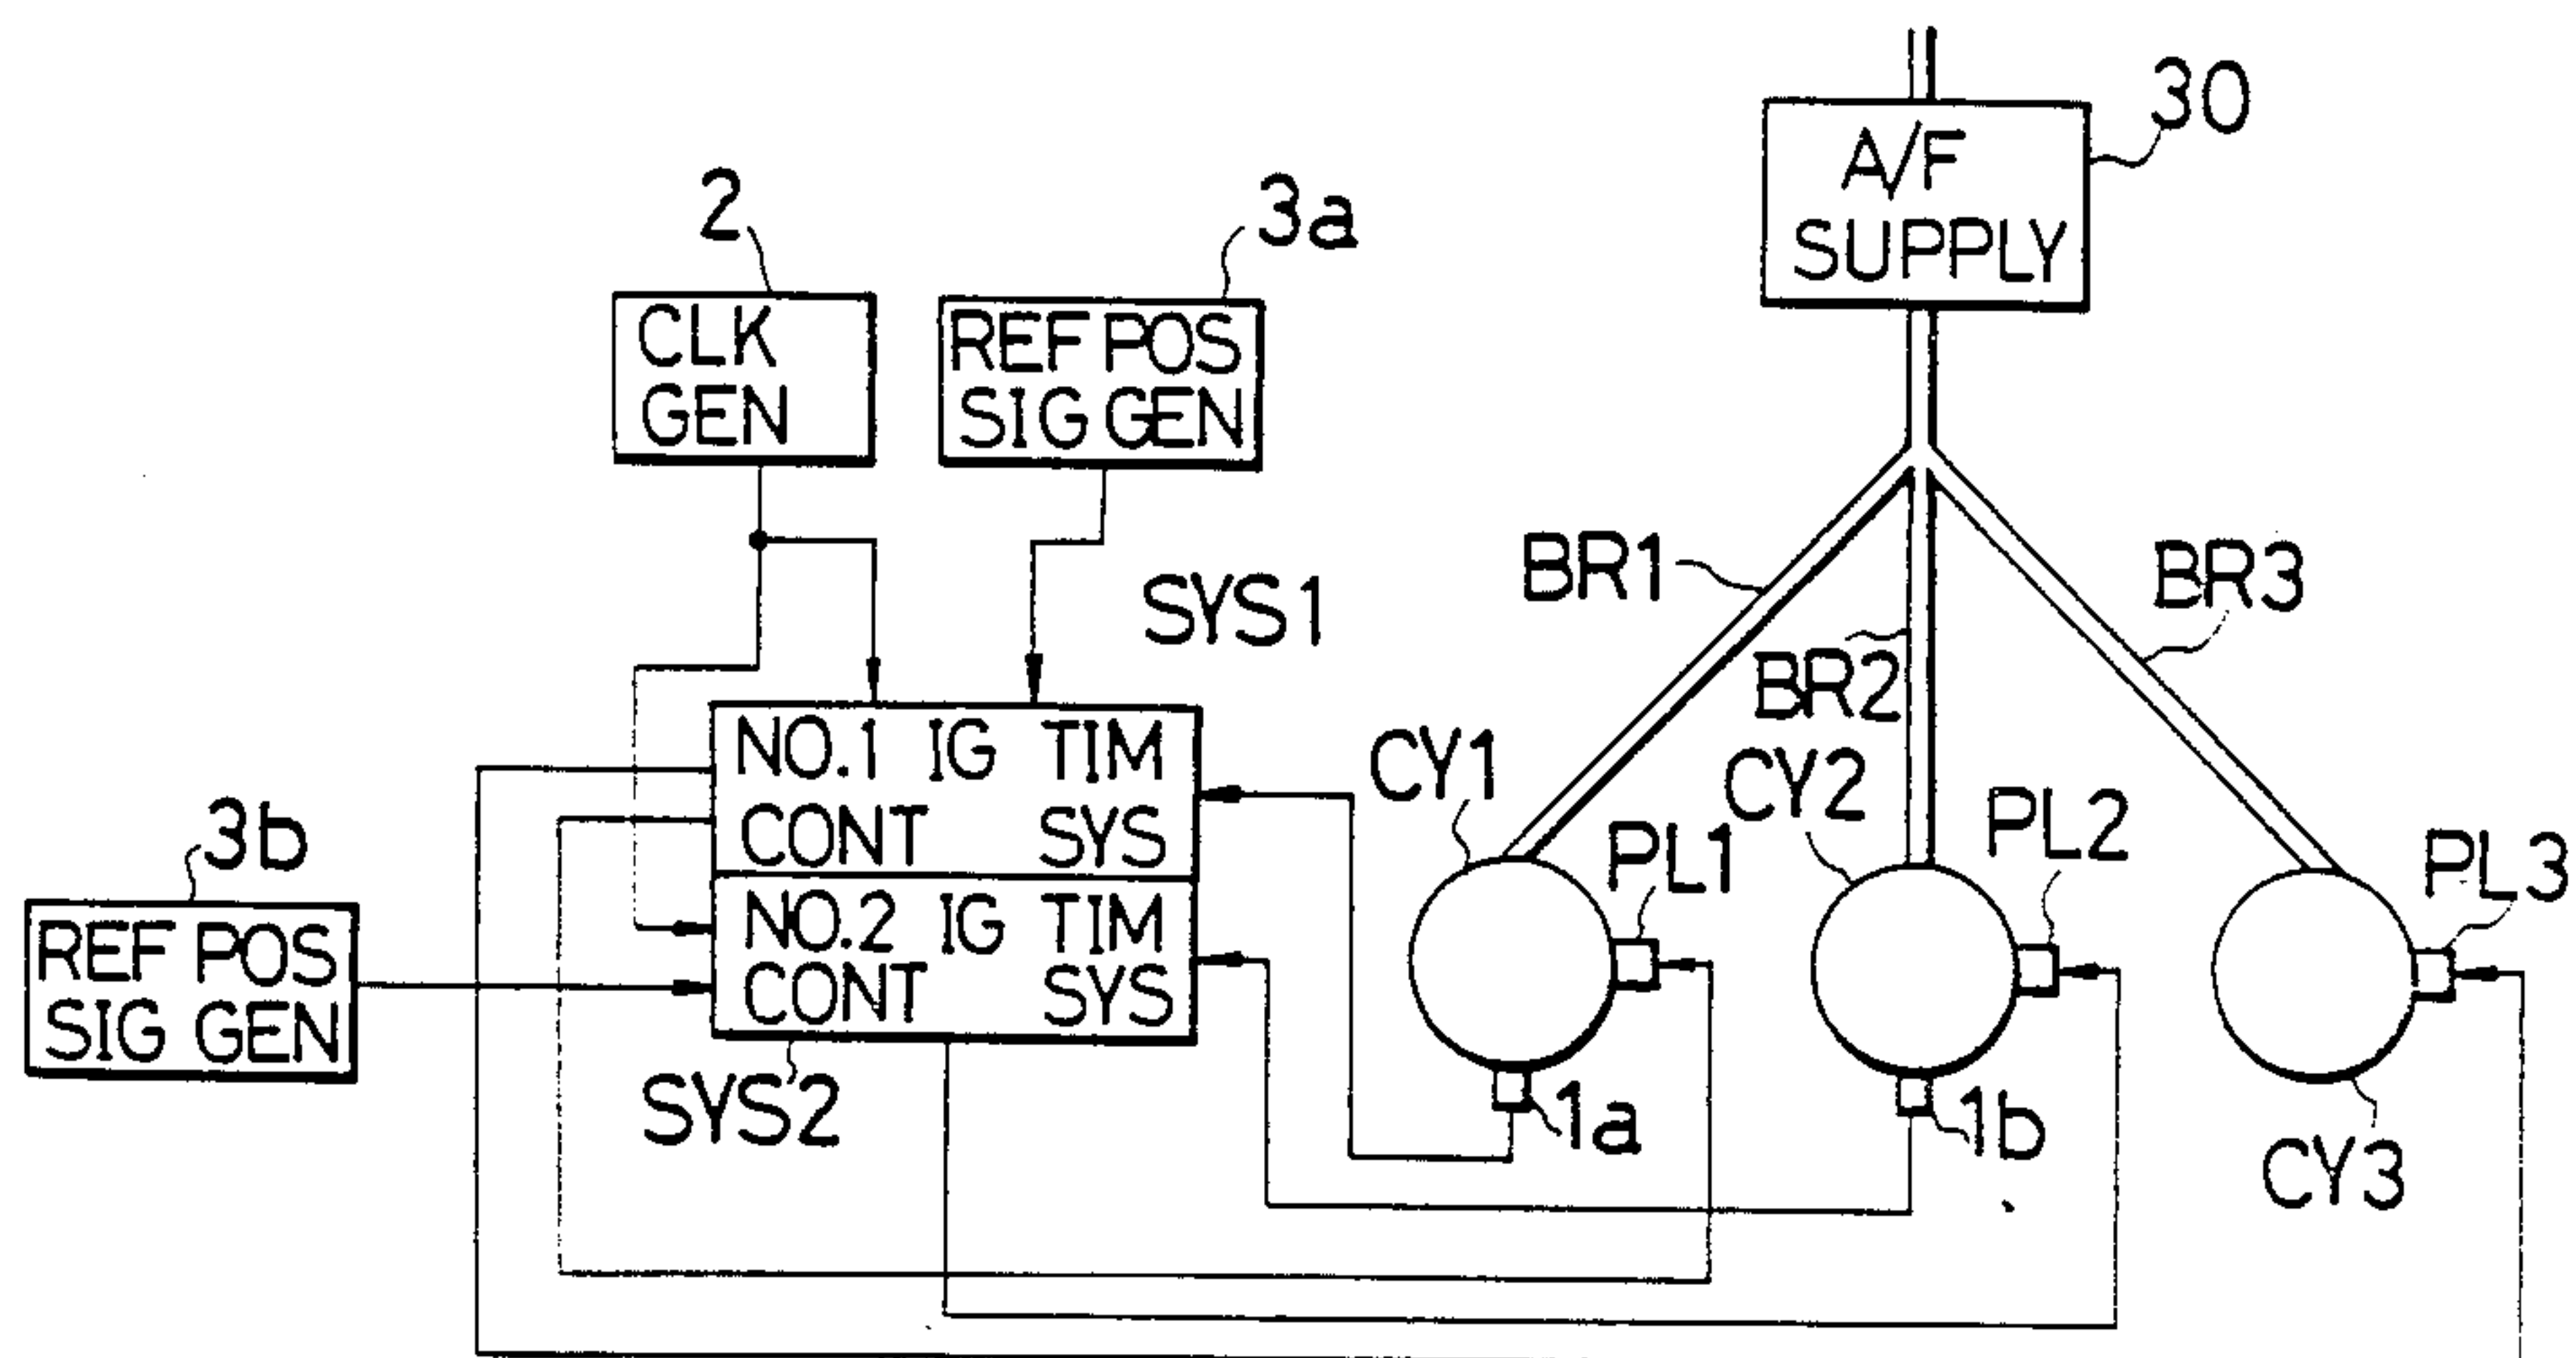 30
A/F
SUPPLY
2
3a
CLK
GEN
REF POS
SIG GEN
SYS1
BR1
BR3
BR2
NO.1 IG TIM
CONT SYS
CY1
CY2
PL1
PL2
PL3
3b
NO.2 IG TIM
CONT SYS
REF POS
SIG GEN
SYS2
1a
1b
CY3